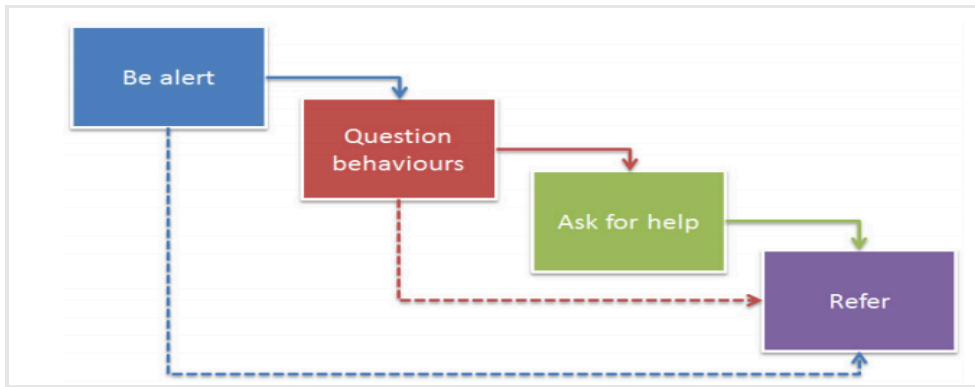 Be alert
Question
behaviours
Ask for help
Refer